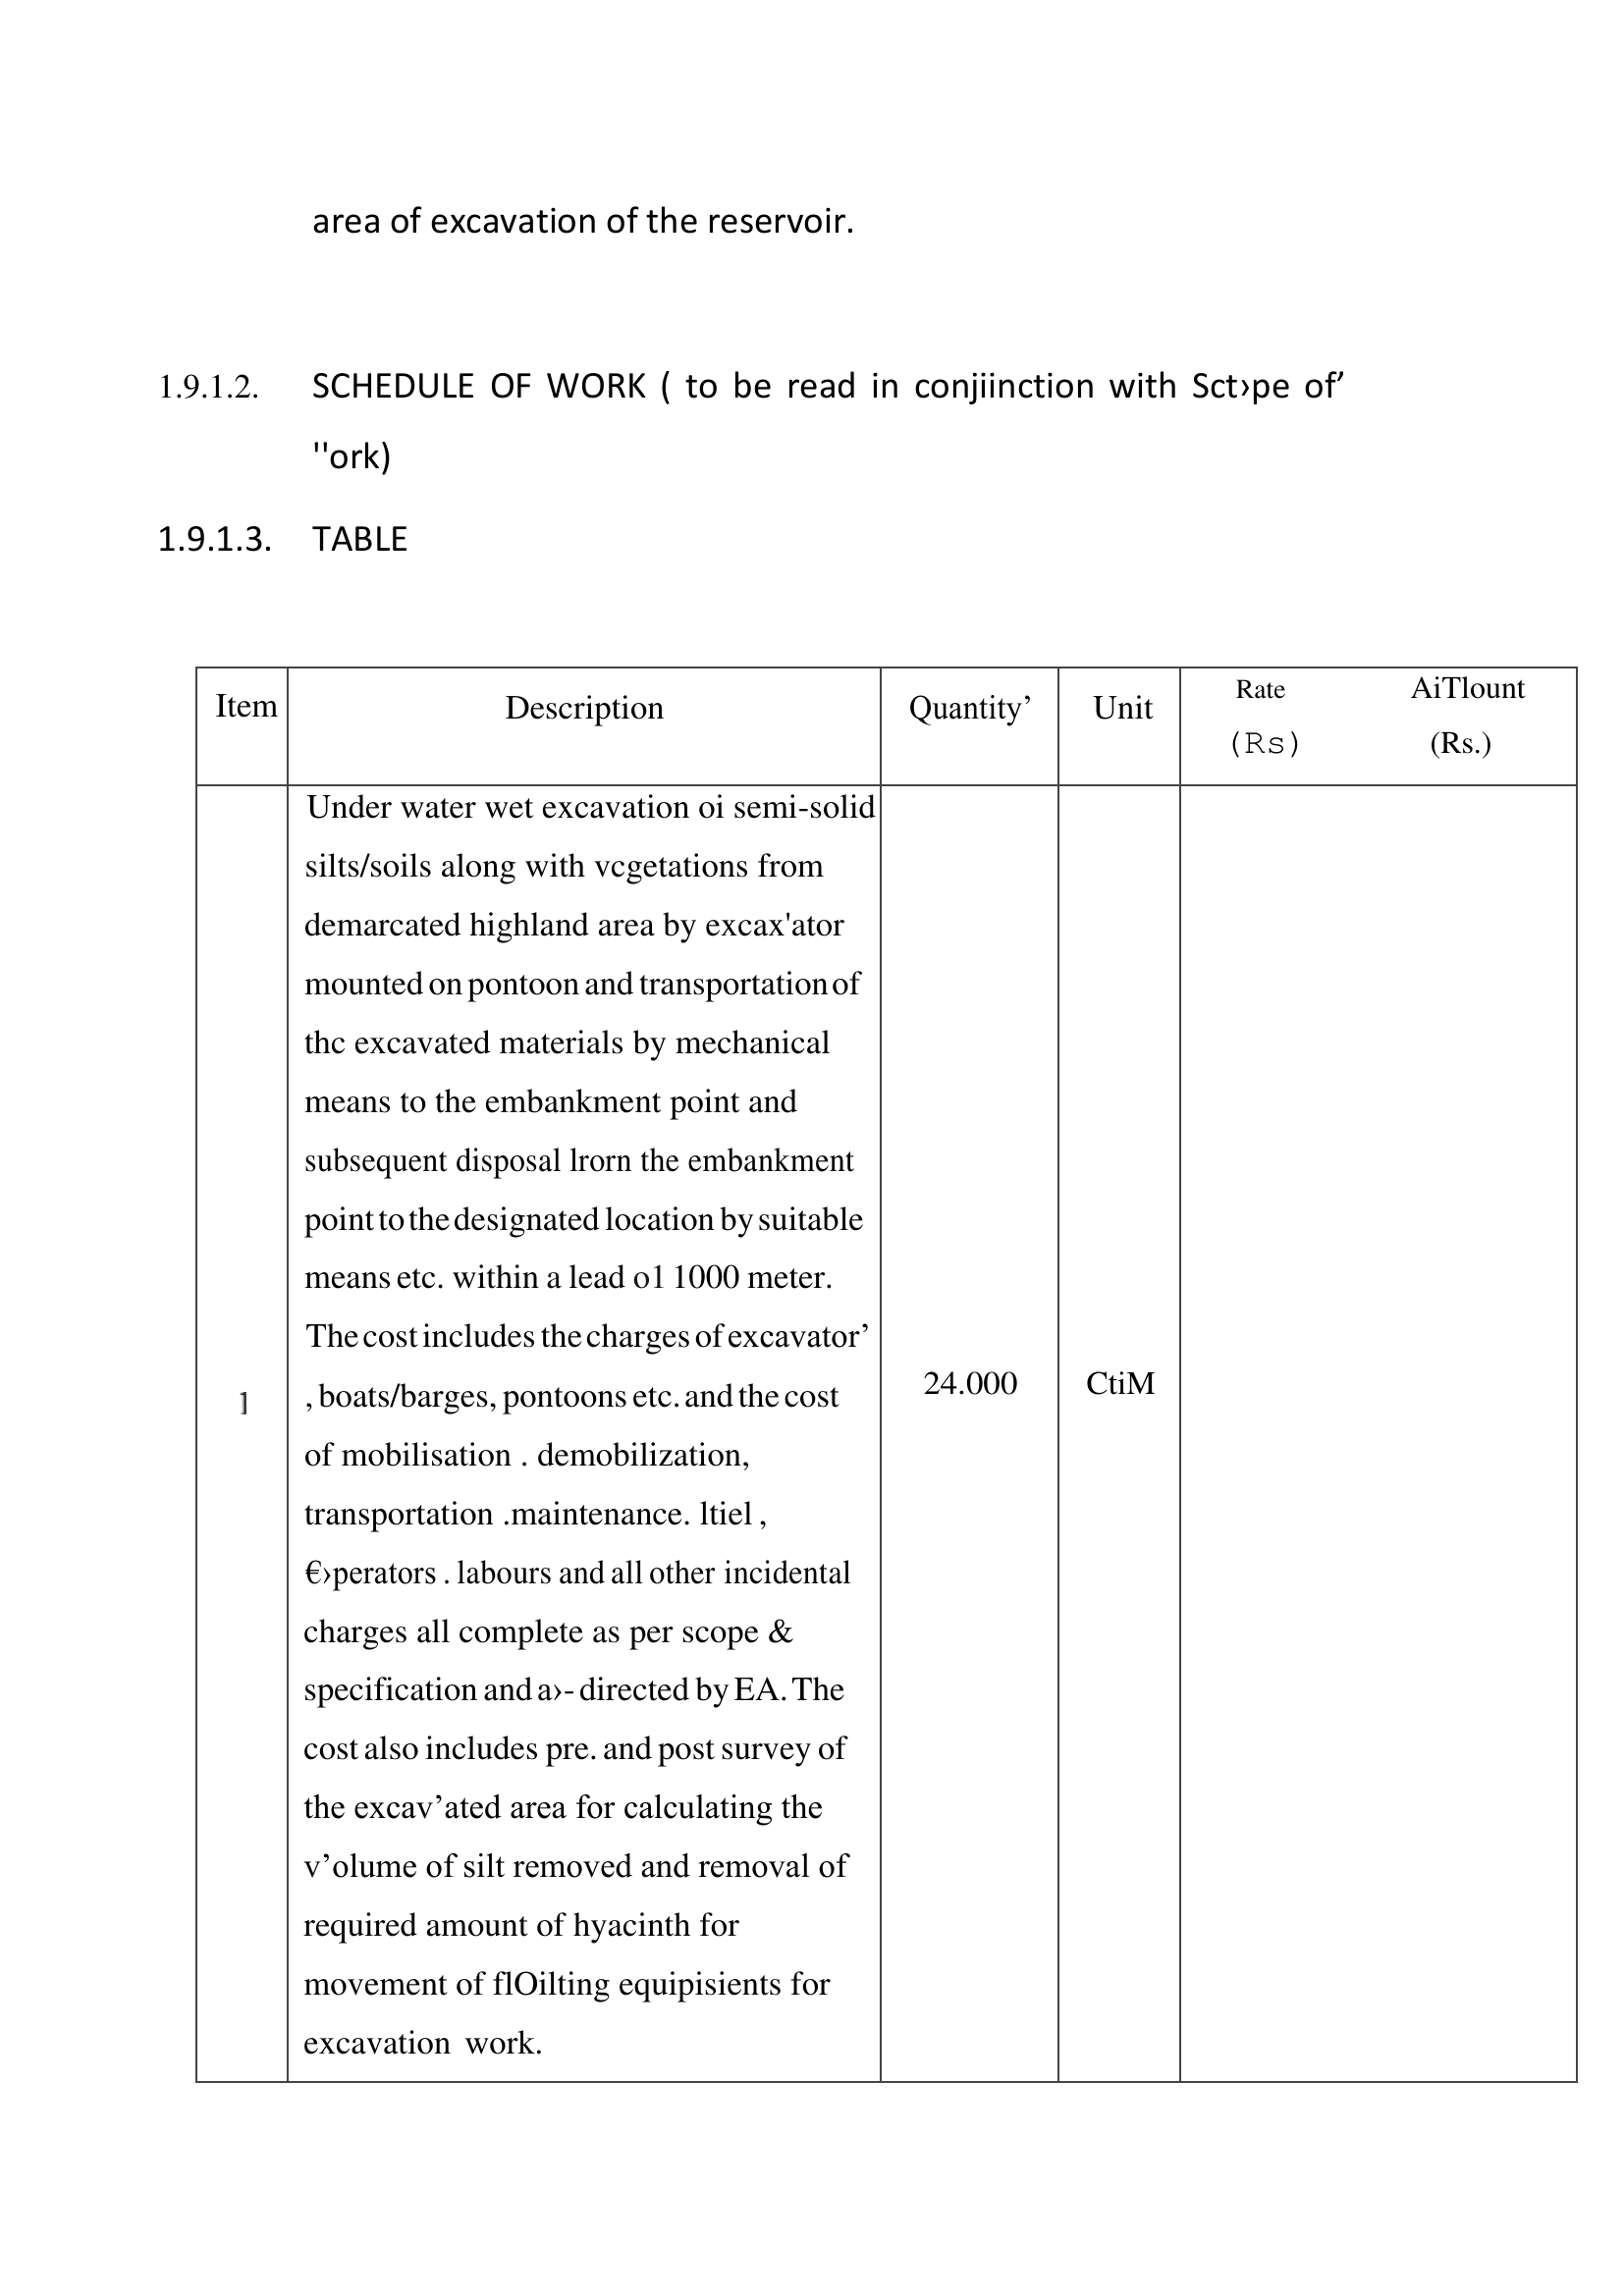 area of excavation of the reservoir.
1.9.1.2. SCHEDULE OF WORK ( to be read in conjiinction with Sct›pe of’
"ork)
1.9.1.3. TABLE
Item Description Quantity’ Unit Rate (Rs) AiTlount (Rs.)
Under water wet excavation oi semi-solid
silts/soils along with vcgetations from
demarcated highland area by excax'ator
mounted on pontoon and transportation of
thc excavated materials by mechanical
means to the embankment point and
subsequent disposal lrorn the embankment
point to the designated location by suitable
means etc. within a lead o1 1000 meter.
The cost includes the charges of excavator’
1 , boats/barges, pontoons etc. and the cost 24.000 CtiM
of mobilisation . demobilization,
transportation .maintenance. ltiel ,
€›perators . labours and all other incidental
charges all complete as per scope &
specification and a›- directed by EA. The
cost also includes pre. and post survey of
the excav’ated area for calculating the
v’olume of silt removed and removal of
required amount of hyacinth for
movement of flOilting equipisients for
excavation work.